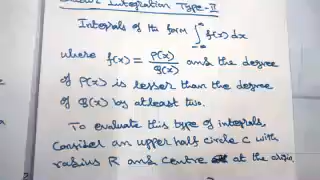 Integration Type-II
Integrals of the form ∫_{-∞}^{∞} f(x) dx
where f(x) = P(x)/Q(x) and the degree
of P(x) is lesser than the degree
of Q(x) by atleast two.
To evaluate this type of integrals,
Consider an upper half circle C with
radius R and centre at the origin